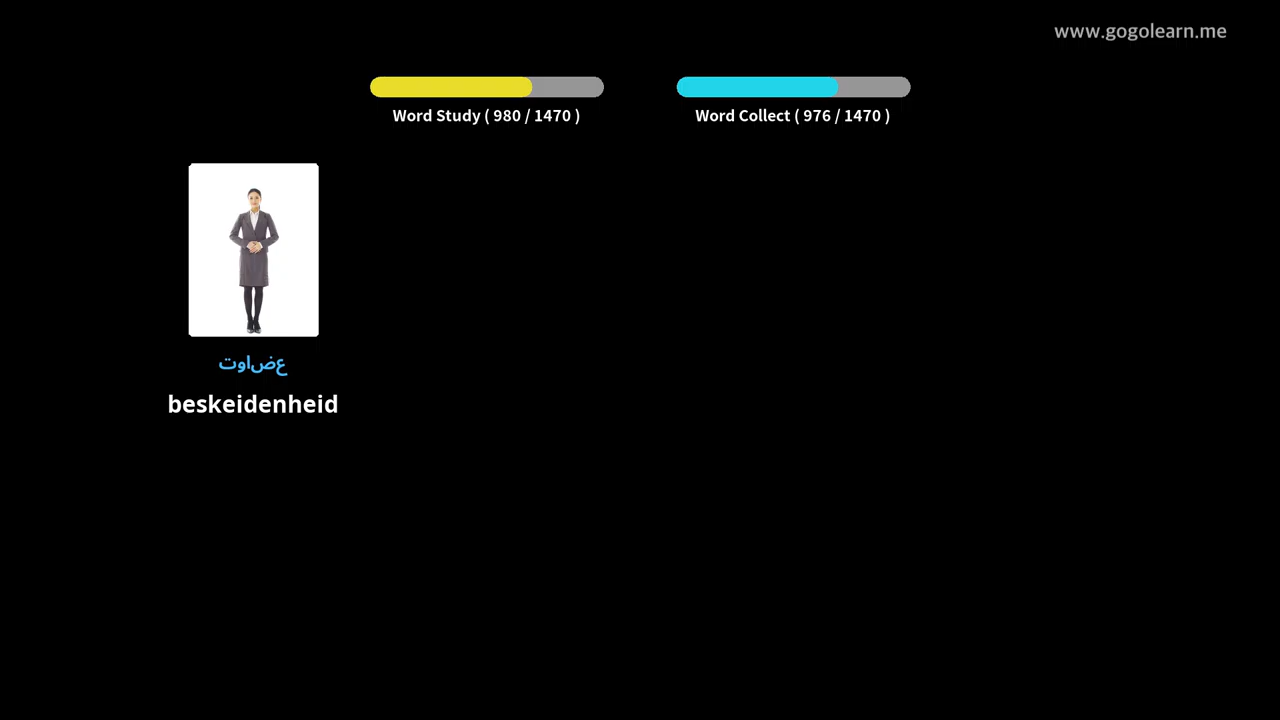 www.gogolearn.me
Word Study ( 980 / 1470 )
Word Collect ( 976 / 1470 )
عضاوت
beskeidenheid